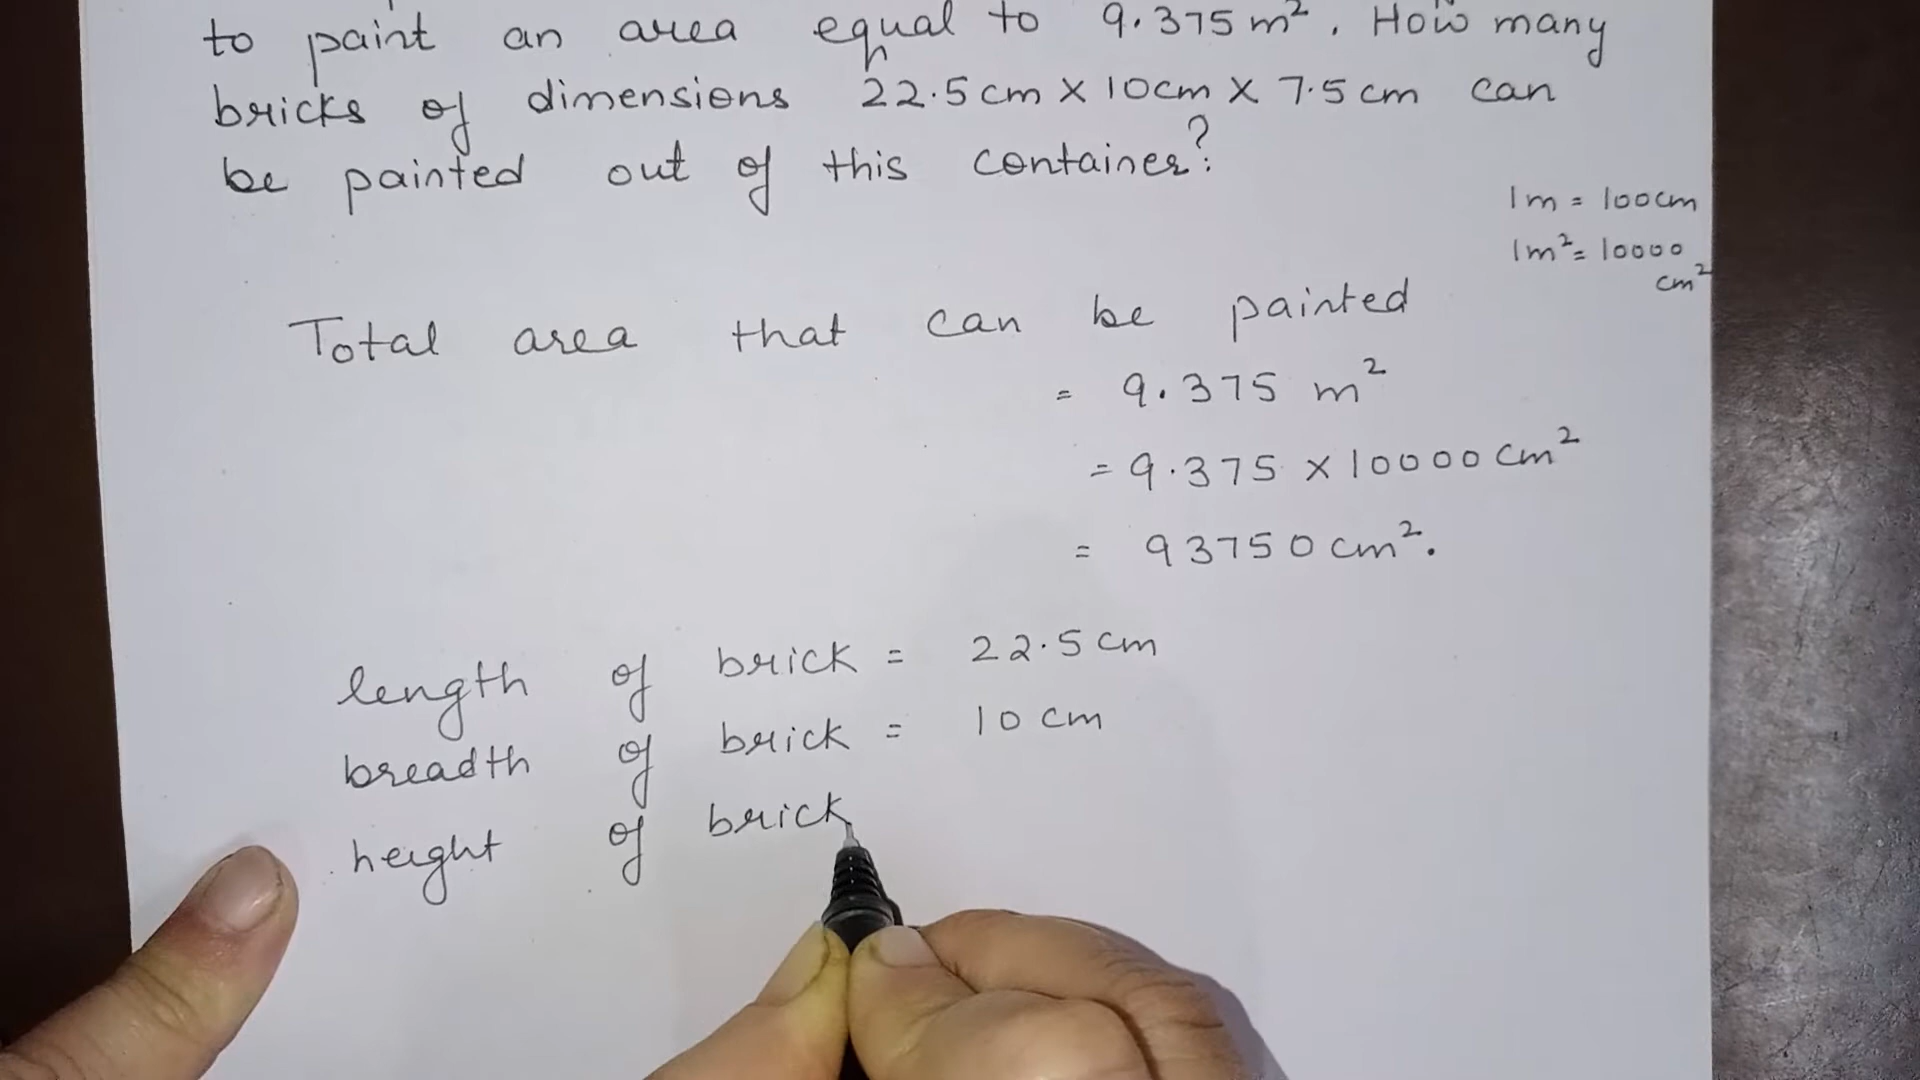 to paint an area equal to 9.375 m². How many
bricks of dimensions 22.5 cm x 10cm x 7.5 cm can
be painted out of this container?
1m = 100cm
1m² = 10000
cm²
Total area that can be painted
= 9.375 m²
= 9.375 x 10000 cm²
= 93750 cm².
length of brick = 22.5 cm
breadth of brick = 10 cm
height of brick